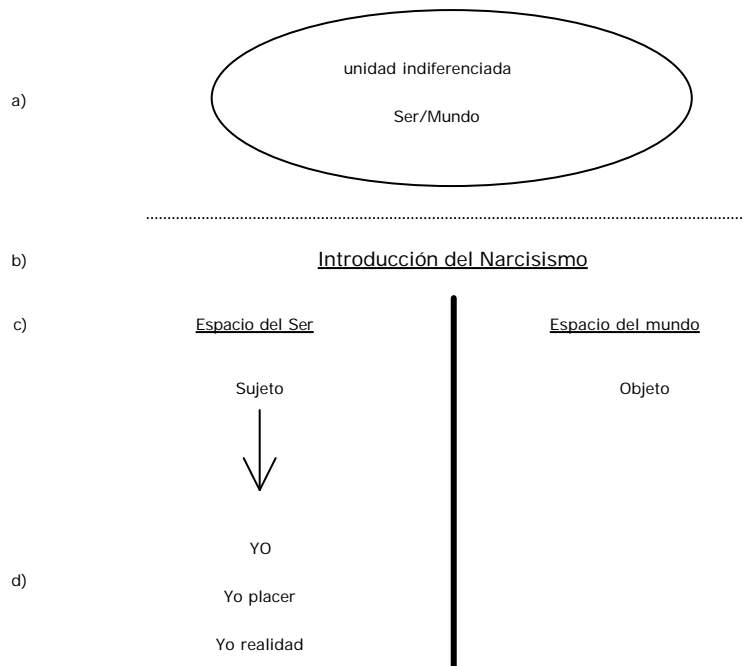 unidad indiferenciada
a)
Ser/Mundo
b) Introducción del Narcisismo
c) Espacio del Ser Espacio del mundo
Sujeto Objeto
YO
d)
Yo placer
Yo realidad